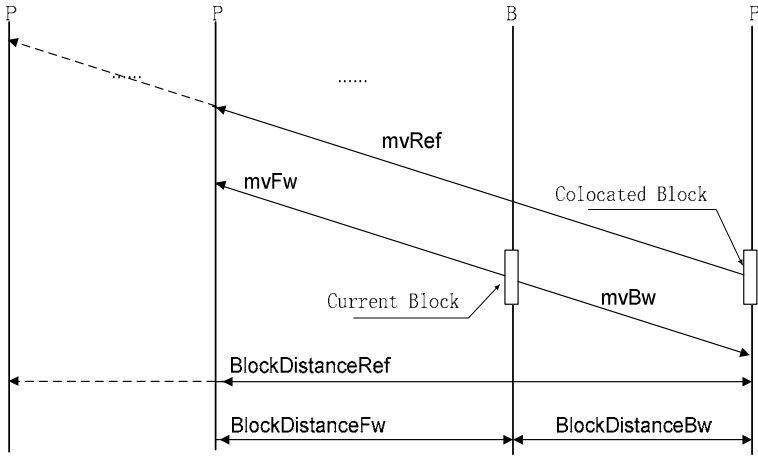 P P B P
...... ......
mvRef
mvFw
Colocated Block
Current Block
mvBw
BlockDistanceRef
BlockDistanceFw BlockDistanceBw